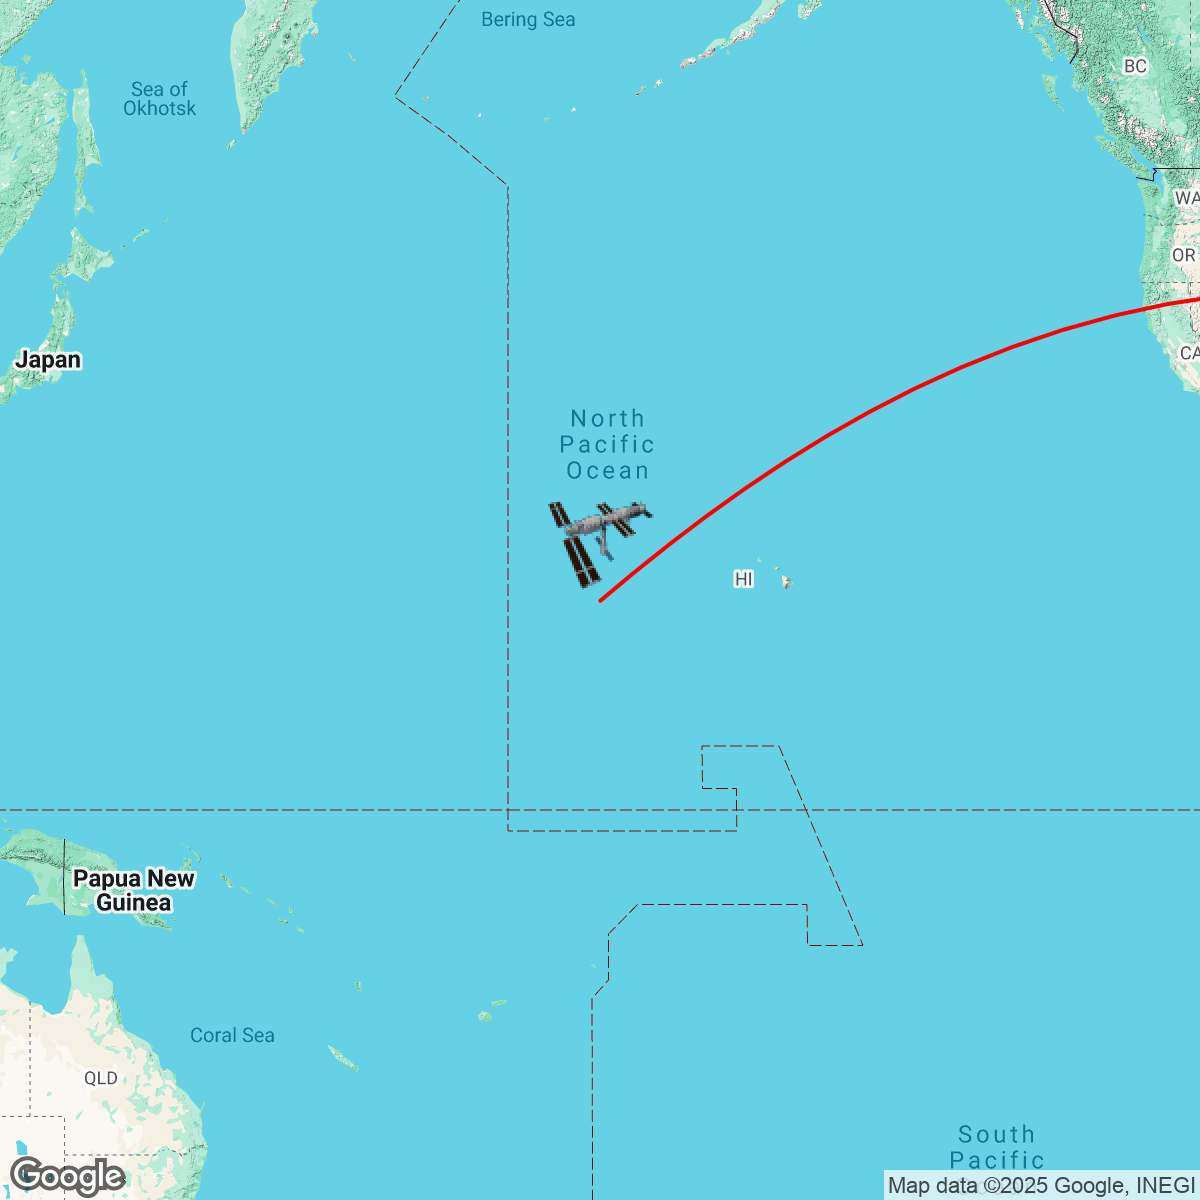 Bering Sea
BC
Sea of
Okhotsk
WA
OR
Japan
CA
North
Pacific
Ocean
HI
Papua New
Guinea
Coral Sea
QLD
South
Pacific
Google
Map data ©2025 Google, INEGI